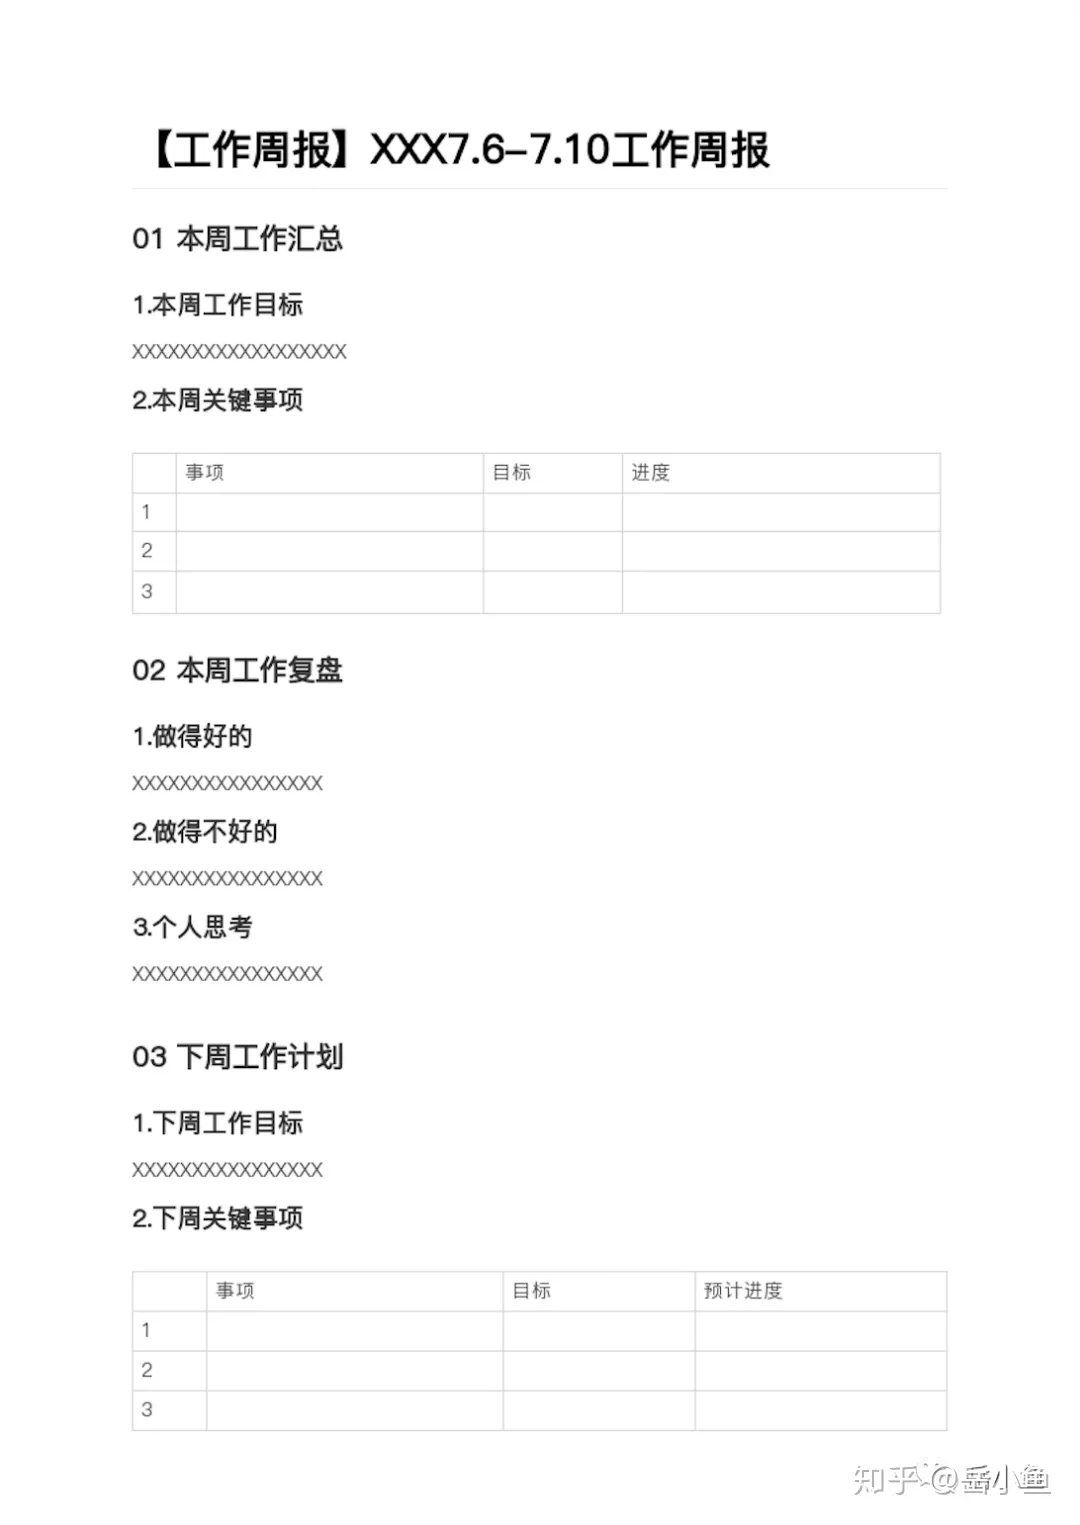 【工作周报】XXX7.6–7.10工作周报
01 本周工作汇总
1.本周工作目标
XXXXXXXXXXXXXXXXXX
2.本周关键事项
事项 目标 进度
1
2
3
02 本周工作复盘
1.做得好的
XXXXXXXXXXXXXXXX
2.做得不好的
XXXXXXXXXXXXXXXX
3.个人思考
XXXXXXXXXXXXXXXX
03 下周工作计划
1.下周工作目标
XXXXXXXXXXXXXXXX
2.下周关键事项
事项 目标 预计进度
1
2
3
知乎 @岳小鱼